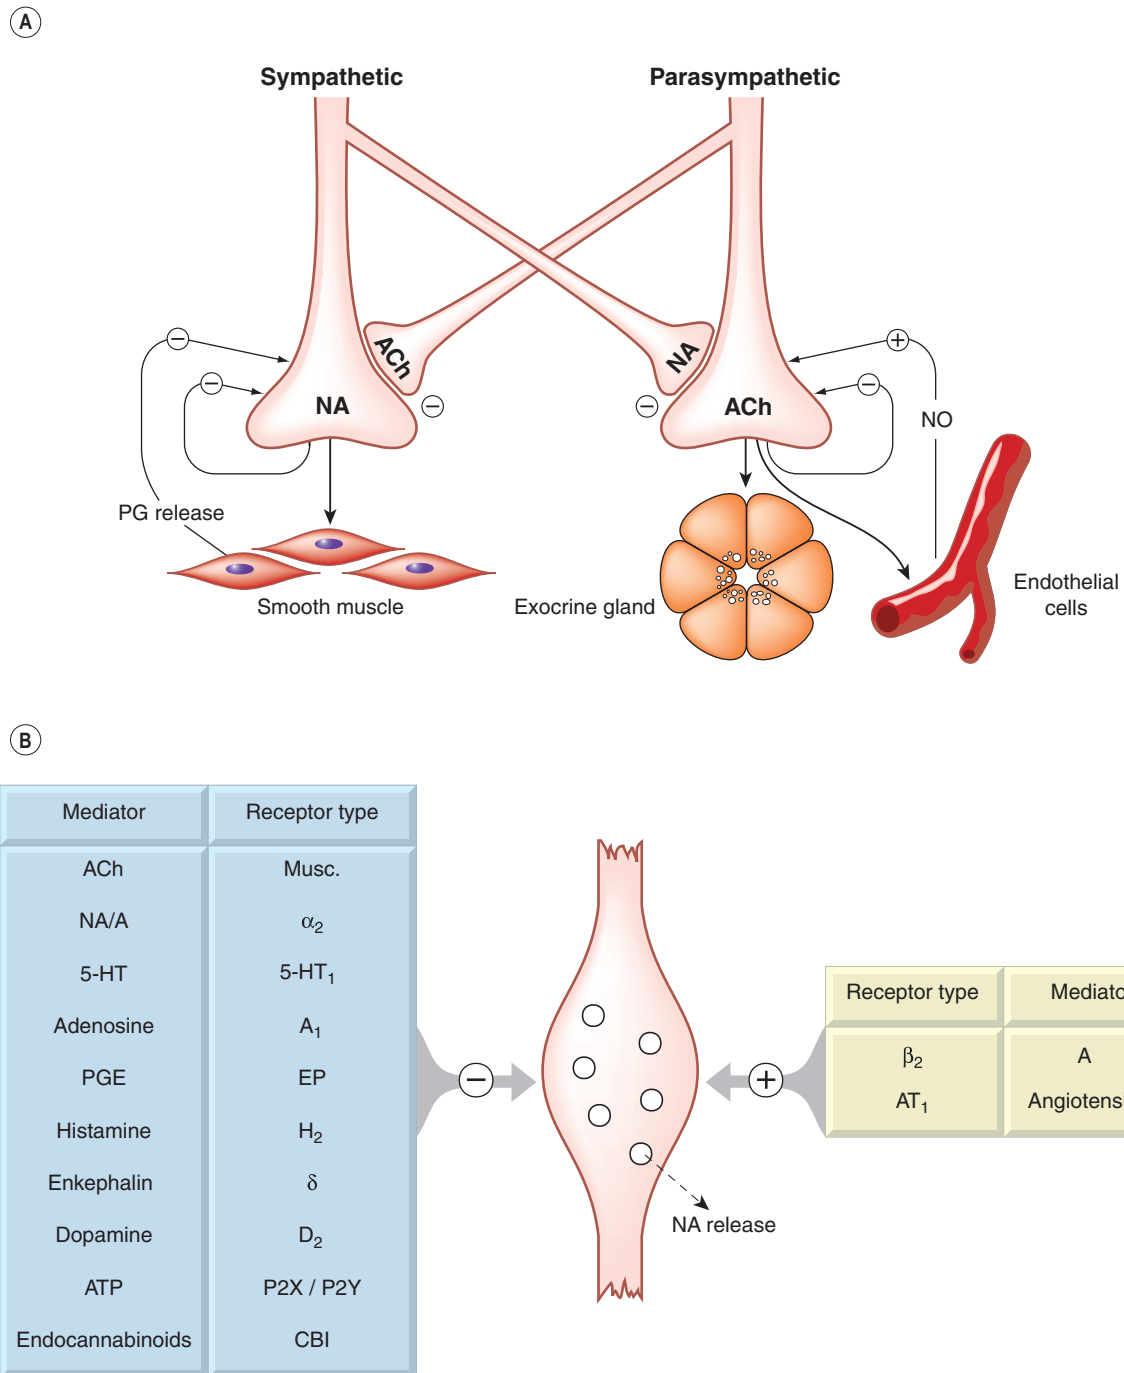 A
Sympathetic
Parasympathetic
ACh
NA
NA
ACh
−
−
−
−
+
−
NO
PG release
Smooth muscle
Exocrine gland
Endothelial
cells
B
Mediator Receptor type
ACh Musc.
NA/A α2
5-HT 5-HT1
Adenosine A1
PGE EP
Histamine H2
Enkephalin δ
Dopamine D2
ATP P2X / P2Y
Endocannabinoids CBI
−
+
NA release
Receptor type Mediato
β2 A
AT1 Angiotens